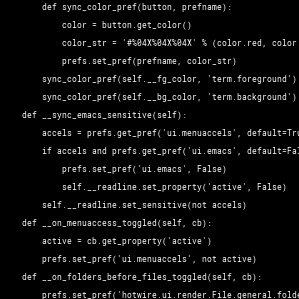 def sync_color_pref(button, prefname):
color = button.get_color()
color_str = '#%04X%04X%04X' % (color.red, color
prefs.set_pref(prefname, color_str)
sync_color_pref(self.__fg_color, 'term.foreground')
sync_color_pref(self.__bg_color, 'term.background')
def __sync_emacs_sensitive(self):
accels = prefs.get_pref('ui.menuaccels', default=Tru
if accels and prefs.get_pref('ui.emacs', default=Fal
prefs.set_pref('ui.emacs', False)
self.__readline.set_property('active', False)
self.__readline.set_sensitive(not accels)
def __on_menuaccess_toggled(self, cb):
active = cb.get_property('active')
prefs.set_pref('ui.menuaccels', not active)
def __on_folders_before_files_toggled(self, cb):
prefs.set_pref('hotwire.ui.render.File.general.folde